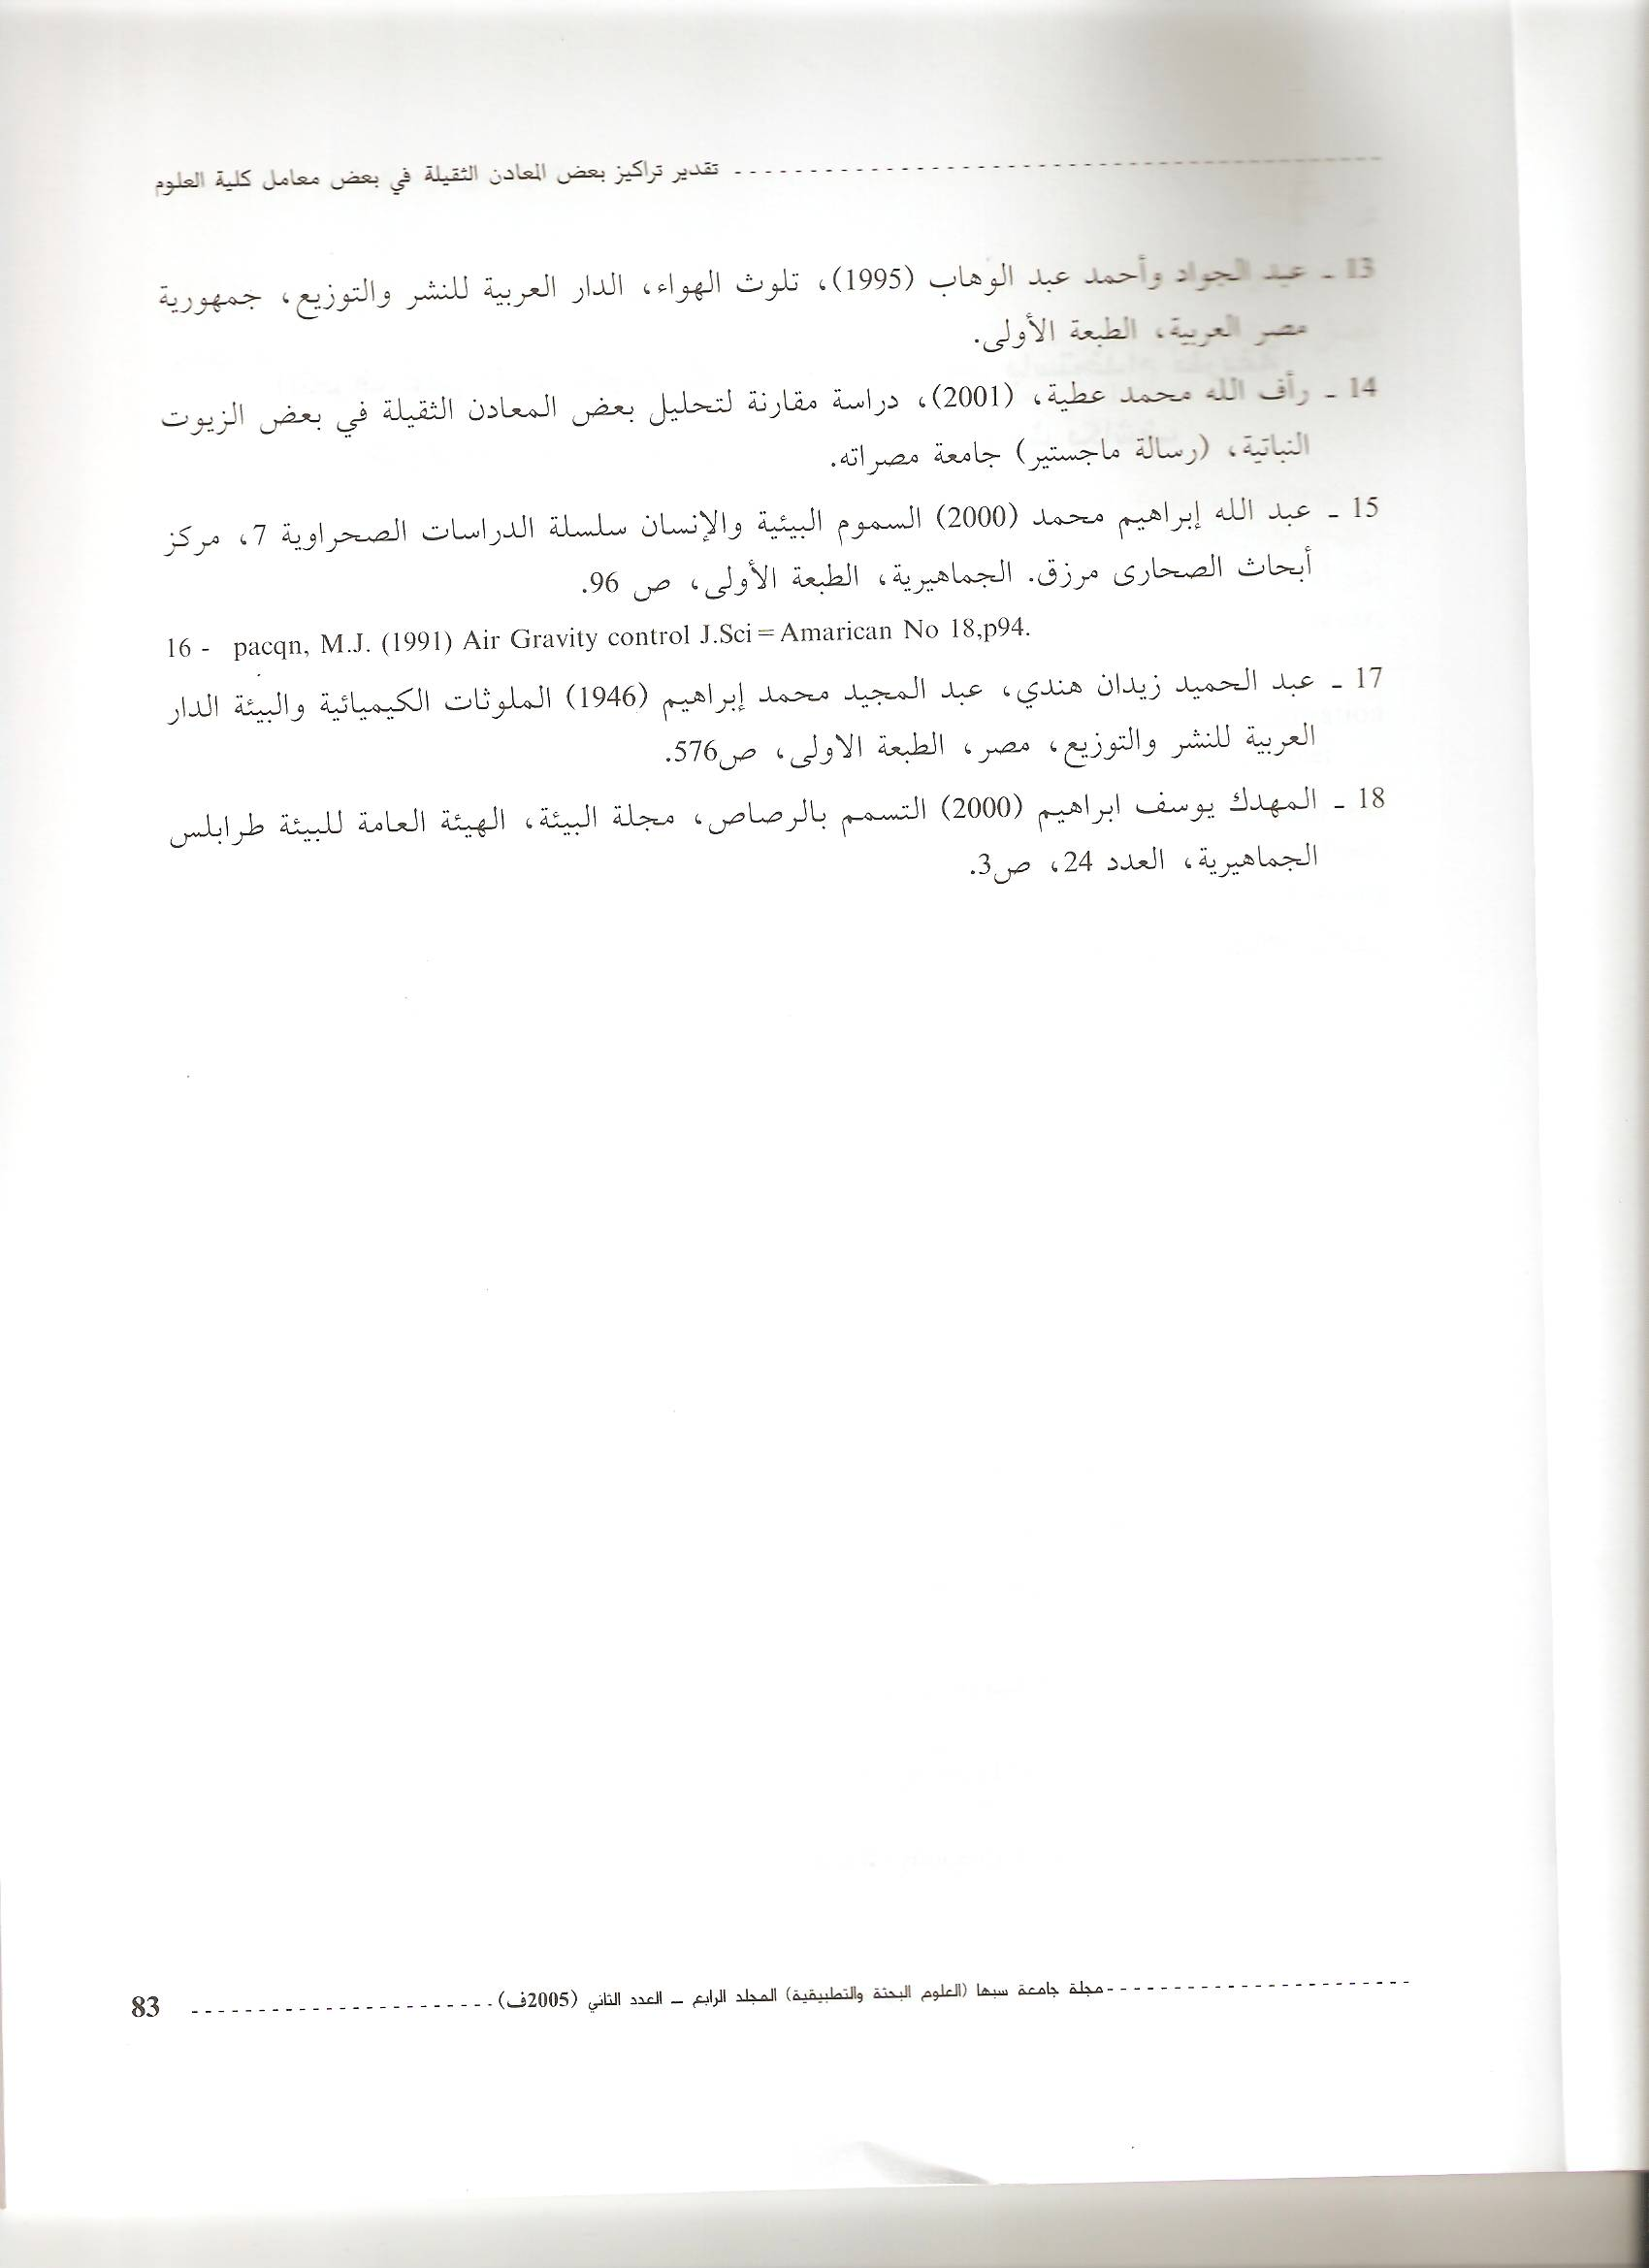 تقدير تراكيز بعض المعادن الثقيلة في بعض معامل كلية العلوم
13 ـ عبد الجواد وأحمد عبد الوهاب (1995)، تلوث الهواء، الدار العربية للنشر والتوزيع، جمهورية
مصر العربية، الطبعة الأولى.
14 ـ رأف الله محمد عطية، (2001)، دراسة مقارنة لتحليل بعض المعادن الثقيلة في بعض الزيوت
النباتية، (رسالة ماجستير) جامعة مصراته.
15 ـ عبد الله إبراهيم محمد (2000) السموم البيئية والإنسان سلسلة الدراسات الصحراوية 7، مركز
أبحاث الصحارى مرزق. الجماهيرية، الطبعة الأولى، ص 96.
16 - pacqn, M.J. (1991) Air Gravity control J.Sci=Amarican No 18,p94.
17 ـ عبد الحميد زيدان هندي، عبد المجيد محمد إبراهيم (1946) الملوثات الكيميائية والبيئة الدار
العربية للنشر والتوزيع، مصر، الطبعة الاولى، ص576.
18 ـ المهدك يوسف ابراهيم (2000) التسمم بالرصاص، مجلة البيئة، الهيئة العامة للبيئة طرابلس
الجماهيرية، العدد 24، ص3.
مجلة جامعة سبها (العلوم البحثة والتطبيقية) المجلد الرابع ــ العدد الثاني (2005ف) 83